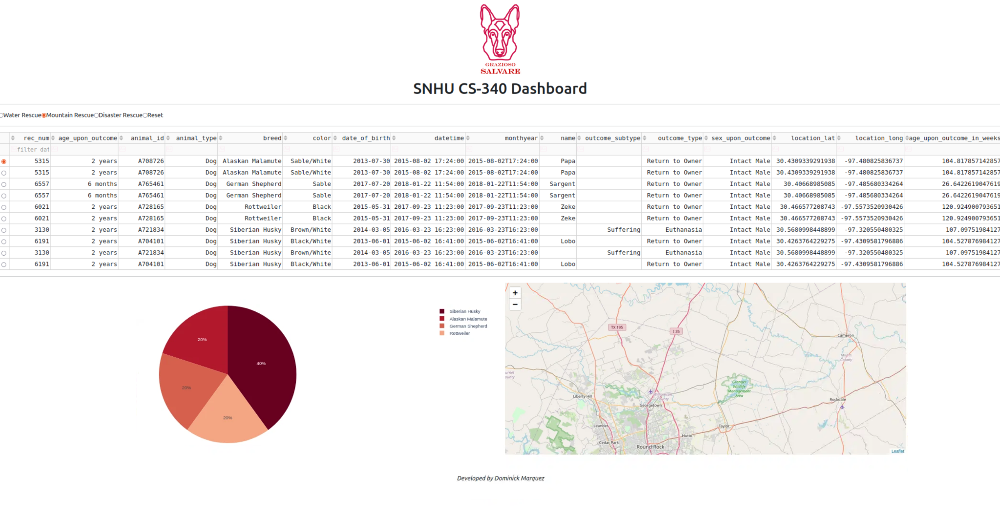 GRAZIOSO
SALVARE
SNHU CS-340 Dashboard
Water Rescue Mountain Rescue Disaster Rescue Reset
rec_num age_upon_outcome animal_id animal_type breed color date_of_birth datetime monthyear name outcome_subtype outcome_type sex_upon_outcome location_lat location_long age_upon_outcome_in_weeks
filter dat
5315 2 years A708726 Dog Alaskan Malamute Sable/White 2013-07-30 2015-08-02 17:24:00 2015-08-02T17:24:00 Papa Return to Owner Intact Male 30.4309339291938 -97.480825836737 104.817857142857
5315 2 years A708726 Dog Alaskan Malamute Sable/White 2013-07-30 2015-08-02 17:24:00 2015-08-02T17:24:00 Papa Return to Owner Intact Male 30.4309339291938 -97.480825836737 104.817857142857
6557 6 months A765461 Dog German Shepherd Sable 2017-07-20 2018-01-22 11:54:00 2018-01-22T11:54:00 Sargent Return to Owner Intact Male 30.40668985085 -97.485680334264 26.6422619047619
6557 6 months A765461 Dog German Shepherd Sable 2017-07-20 2018-01-22 11:54:00 2018-01-22T11:54:00 Sargent Return to Owner Intact Male 30.40668985085 -97.485680334264 26.6422619047619
6021 2 years A728165 Dog Rottweiler Black 2015-05-31 2017-09-23 11:23:00 2017-09-23T11:23:00 Zeke Return to Owner Intact Male 30.466577208743 -97.5573520930426 120.924900793651
6021 2 years A728165 Dog Rottweiler Black 2015-05-31 2017-09-23 11:23:00 2017-09-23T11:23:00 Zeke Return to Owner Intact Male 30.466577208743 -97.5573520930426 120.924900793651
3130 2 years A721834 Dog Siberian Husky Brown/White 2014-03-05 2016-03-23 16:23:00 2016-03-23T16:23:00 Suffering Euthanasia Intact Male 30.5680998448899 -97.320550480325 107.09751984127
6191 2 years A704101 Dog Siberian Husky Black/White 2013-06-01 2015-06-02 16:41:00 2015-06-02T16:41:00 Lobo Return to Owner Intact Male 30.4263764229275 -97.4309581796886 104.527876984127
3130 2 years A721834 Dog Siberian Husky Brown/White 2014-03-05 2016-03-23 16:23:00 2016-03-23T16:23:00 Suffering Euthanasia Intact Male 30.5680998448899 -97.320550480325 107.09751984127
6191 2 years A704101 Dog Siberian Husky Black/White 2013-06-01 2015-06-02 16:41:00 2015-06-02T16:41:00 Lobo Return to Owner Intact Male 30.4263764229275 -97.4309581796886 104.527876984127
40%
20%
20%
20%
Siberian Husky
Alaskan Malamute
German Shepherd
Rottweiler
+
−
TX 195
I 35
Cameron
Milam
County
urnet
ounty
Granger
Wildlife
Management
Area
Liberty Hill
Williamson
County
Georgetown
Rockdale
Leander
Taylor
Hutto
Cedar Park
Round Rock
Leaflet
Developed by Dominick Marquez